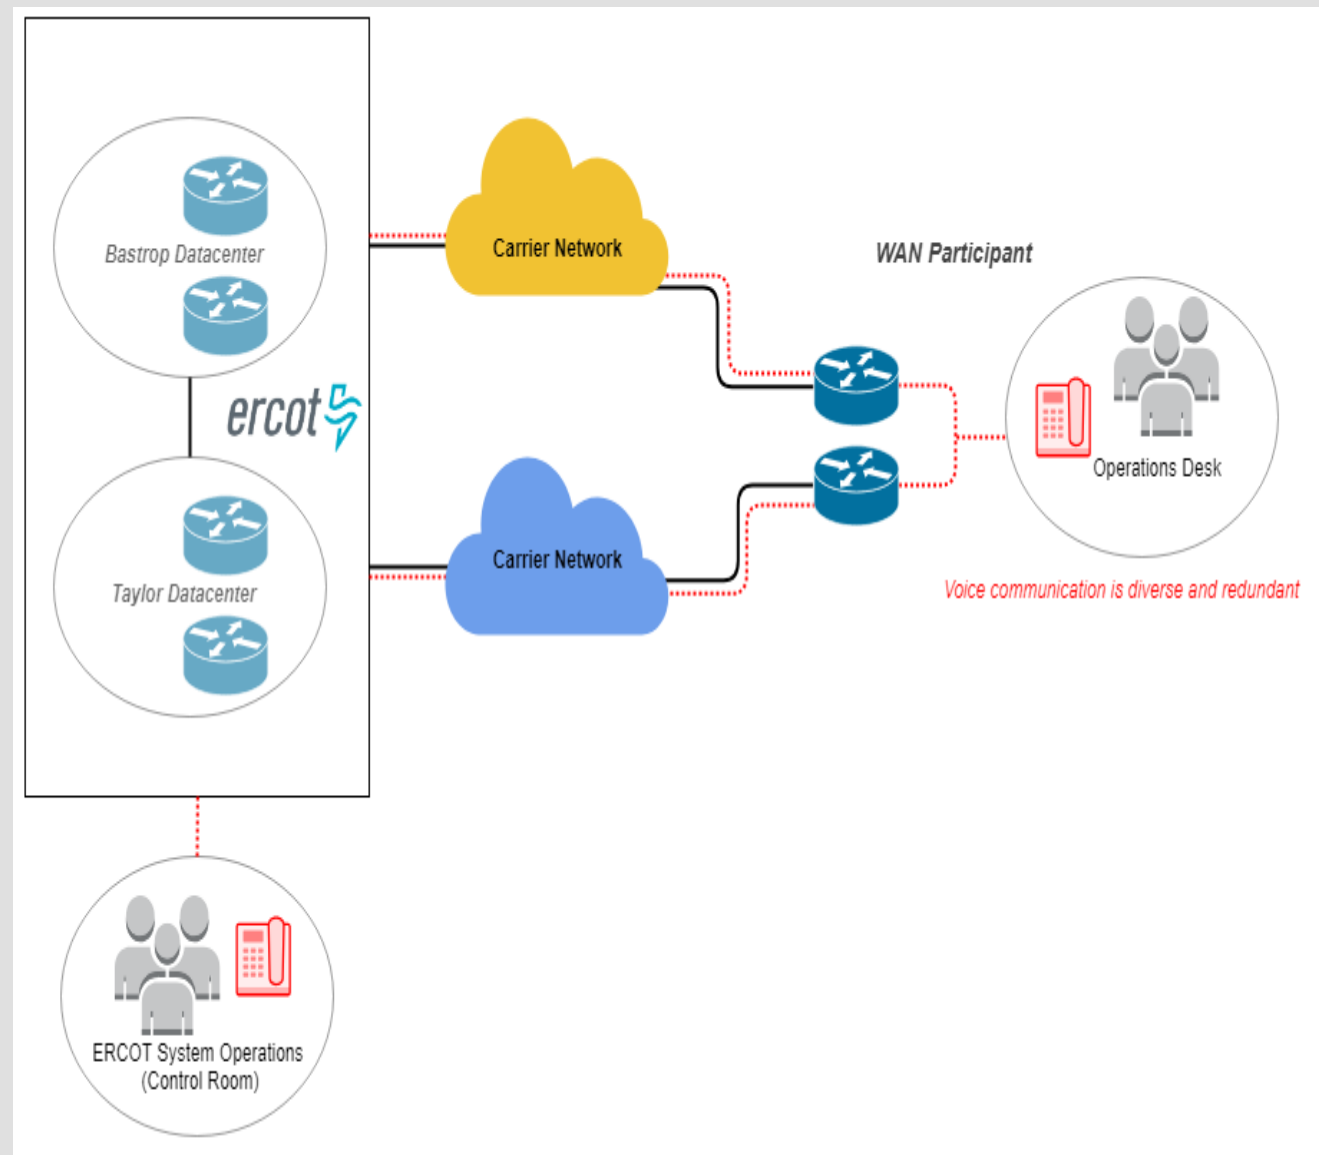 Bastrop Datacenter
ercot
Taylor Datacenter
Carrier Network
Carrier Network
WAN Participant
Operations Desk
Voice communication is diverse and redundant
ERCOT System Operations
(Control Room)